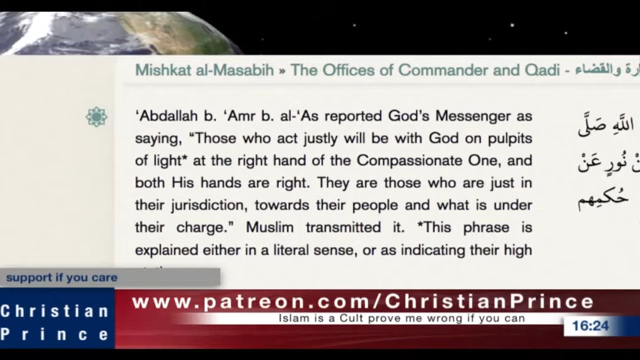 Mishkat al-Masabih » The Offices of Commander and Qadi - والقضاء
'Abdallah b. 'Amr b. al-'As reported God's Messenger as
saying, "Those who act justly will be with God on pulpits
of light* at the right hand of the Compassionate One, and
both His hands are right. They are those who are just in
their jurisdiction, towards their people and what is under
their charge." Muslim transmitted it. *This phrase is
explained either in a literal sense, or as indicating their high
اللَّهِ صَلَّى
نُورٍ عَنْ
حُكمِهِم
support if you care
Christian
Prince
www.patreon.com/ChristianPrince
Islam is a Cult prove me wrong if you can
16:24